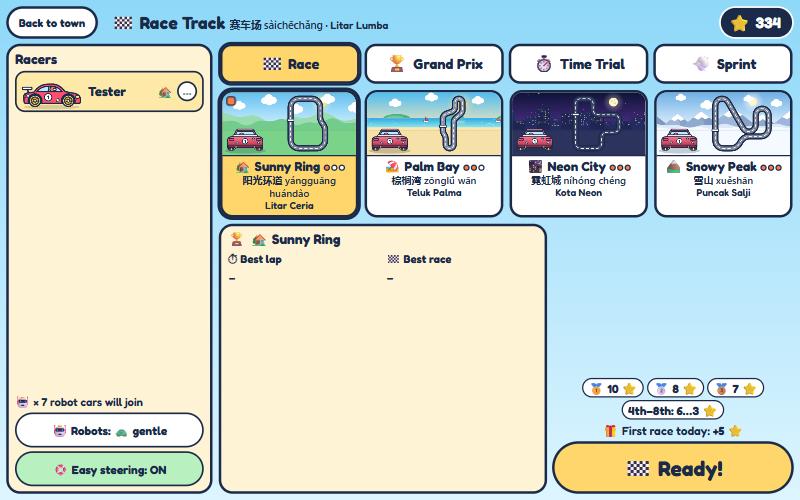 Back to town
Race Track 赛车场 sàichēchǎng · Litar Lumba
334
Racers
Tester
...
× 7 robot cars will join
Robots: gentle
Easy steering: ON
Race
Grand Prix
Time Trial
Sprint
Sunny Ring
阳光环道 yángguāng
huándào
Litar Ceria
Palm Bay
棕榈湾 zōnglǘ wān
Teluk Palma
Neon City
霓虹城 níhóng chéng
Kota Neon
Snowy Peak
雪山 xuěshān
Puncak Salji
Sunny Ring
Best lap
–
Best race
–
10
8
7
4th–8th: 6…3
First race today: +5
Ready!